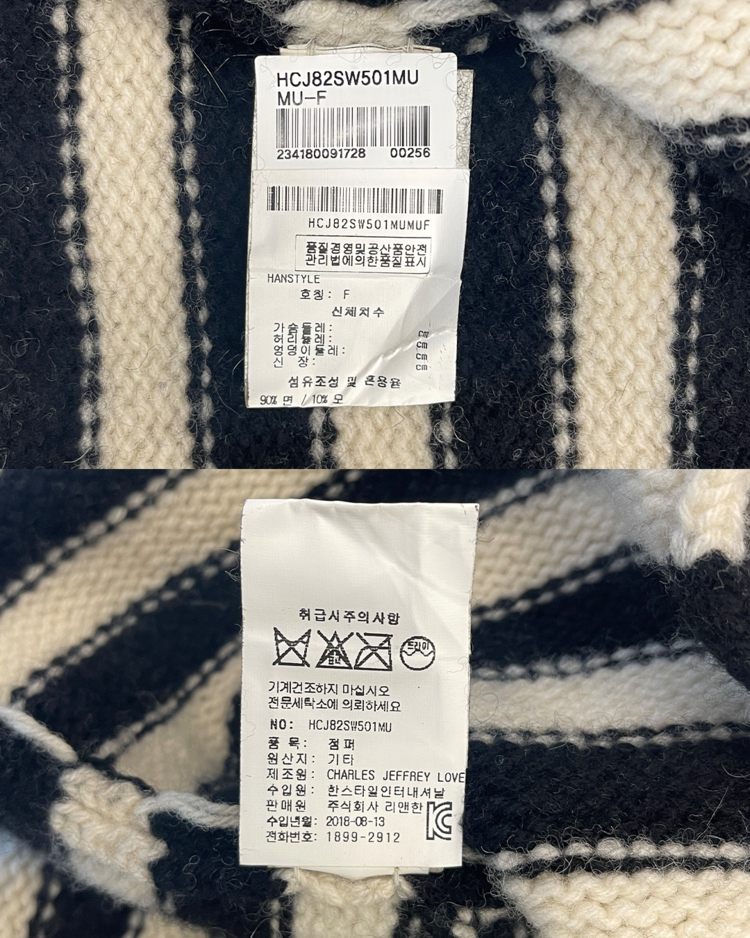 HCJ82SW501MU
MU-F
234180091728 00256
HCJ82SW501MUMUF
품질경영및공산품안전
관리법에의한품질표시
HANSTYLE
호칭: F
신체치수
가슴둘레: cm
허리둘레: cm
엉덩이둘레: cm
신 장: cm
섬유조성 및 혼용율
90% 면 / 10% 모
취급시주의사항
드라이
기계건조하지 마십시오
전문세탁소에 의뢰하세요
NO: HCJ82SW501MU
품 목: 점퍼
원산지: 기타
제조원: CHARLES JEFFREY LOVE
수입원: 한스타일인터내셔날
판매원 주식회사 리앤한
수입년월: 2018-08-13
전화번호: 1899-2912